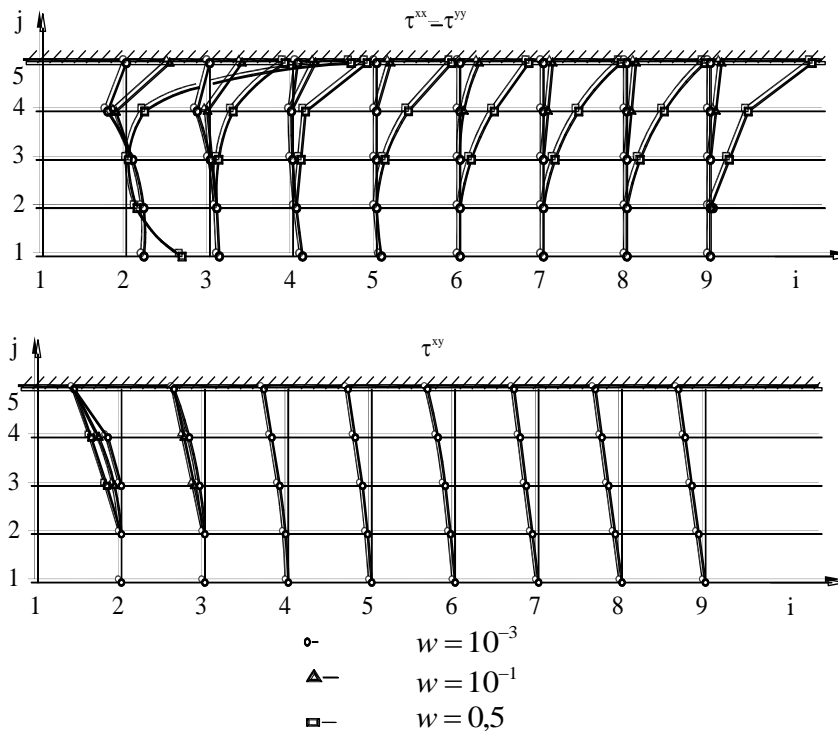 j
τ^xx − τ^yy
5
4
3
2
1
1 2 3 4 5 6 7 8 9 i
j
τ^xy
5
4
3
2
1
1 2 3 4 5 6 7 8 9 i
w = 10⁻³
w = 10⁻¹
w = 0,5